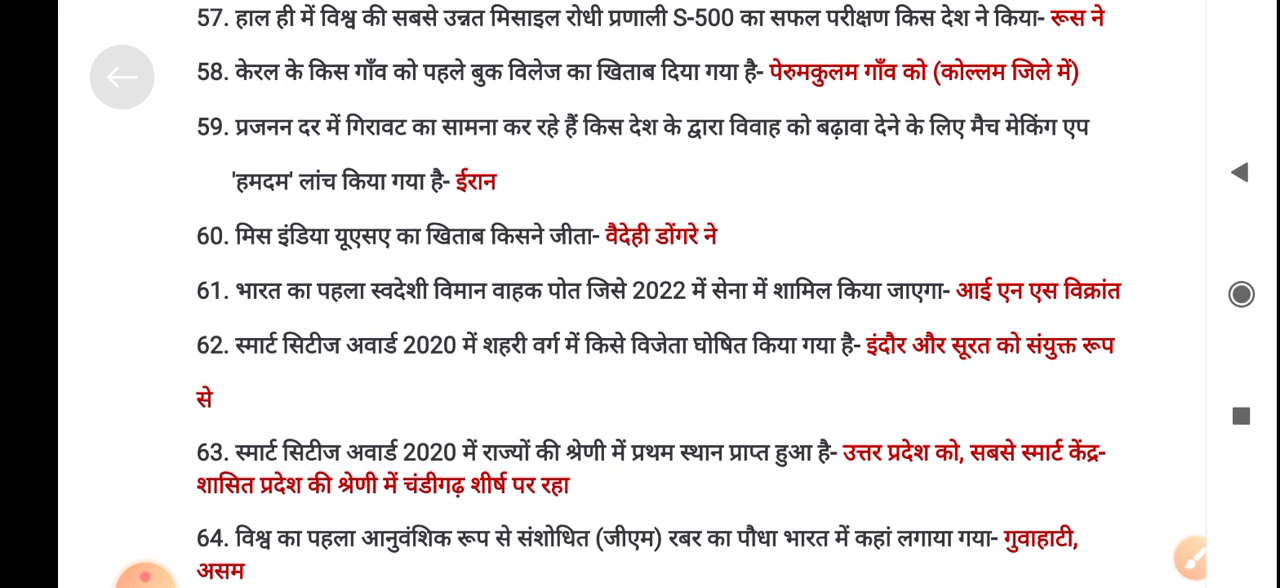 57. हाल ही में विश्व की सबसे उन्नत मिसाइल रोधी प्रणाली S-500 का सफल परीक्षण किस देश ने किया- रूस ने
58. केरल के किस गाँव को पहले बुक विलेज का खिताब दिया गया है- पेरुमकुलम गाँव को (कोल्लम जिले में)
59. प्रजनन दर में गिरावट का सामना कर रहे हैं किस देश के द्वारा विवाह को बढ़ावा देने के लिए मैच मेकिंग एप
'हमदम' लांच किया गया है- ईरान
60. मिस इंडिया यूएसए का खिताब किसने जीता- वैदेही डोंगरे ने
61. भारत का पहला स्वदेशी विमान वाहक पोत जिसे 2022 में सेना में शामिल किया जाएगा- आई एन एस विक्रांत
62. स्मार्ट सिटीज अवार्ड 2020 में शहरी वर्ग में किसे विजेता घोषित किया गया है- इंदौर और सूरत को संयुक्त रूप
से
63. स्मार्ट सिटीज अवार्ड 2020 में राज्यों की श्रेणी में प्रथम स्थान प्राप्त हुआ है- उत्तर प्रदेश को, सबसे स्मार्ट केंद्र-
शासित प्रदेश की श्रेणी में चंडीगढ़ शीर्ष पर रहा
64. विश्व का पहला आनुवंशिक रूप से संशोधित (जीएम) रबर का पौधा भारत में कहां लगाया गया- गुवाहाटी,
असम